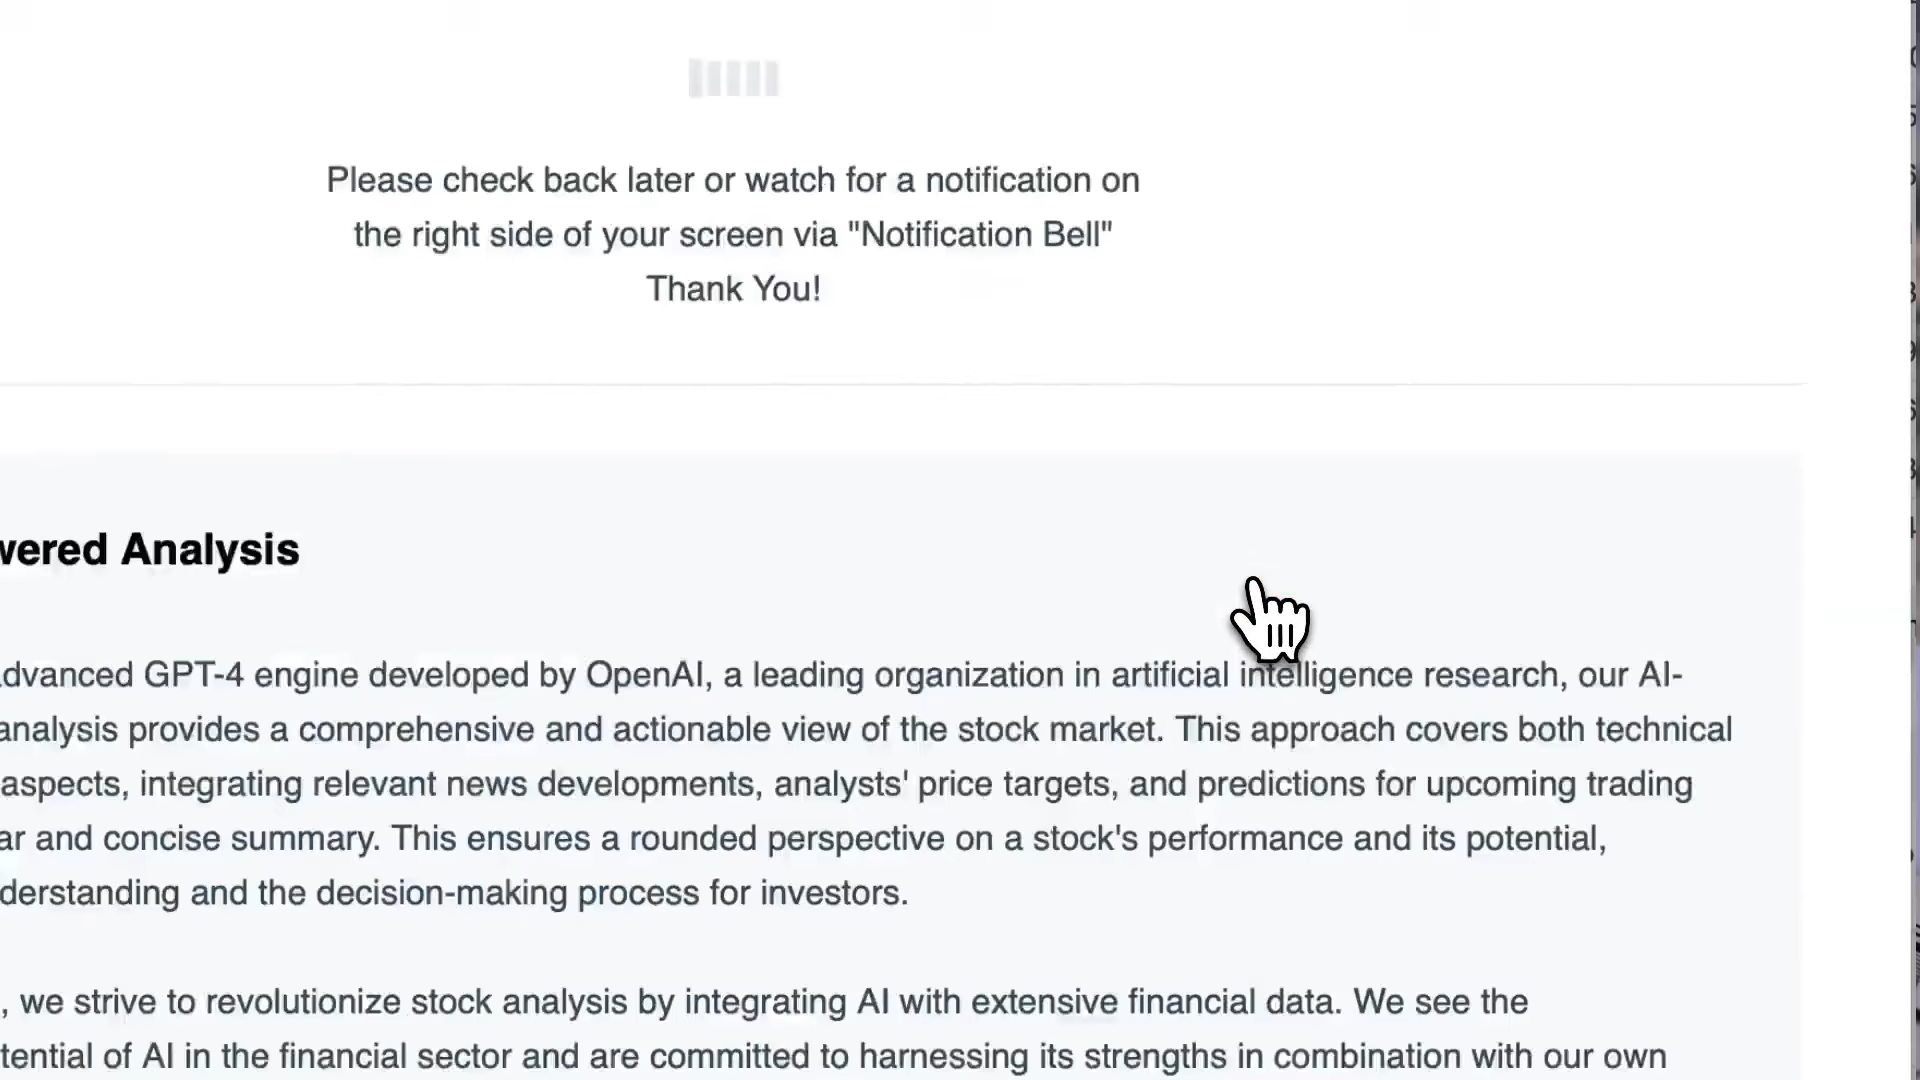 Please check back later or watch for a notification on
the right side of your screen via "Notification Bell"
Thank You!
wered Analysis
dvanced GPT-4 engine developed by OpenAI, a leading organization in artificial intelligence research, our AI-
analysis provides a comprehensive and actionable view of the stock market. This approach covers both technical
aspects, integrating relevant news developments, analysts' price targets, and predictions for upcoming trading
ar and concise summary. This ensures a rounded perspective on a stock's performance and its potential,
derstanding and the decision-making process for investors.
, we strive to revolutionize stock analysis by integrating AI with extensive financial data. We see the
tential of AI in the financial sector and are committed to harnessing its strengths in combination with our own